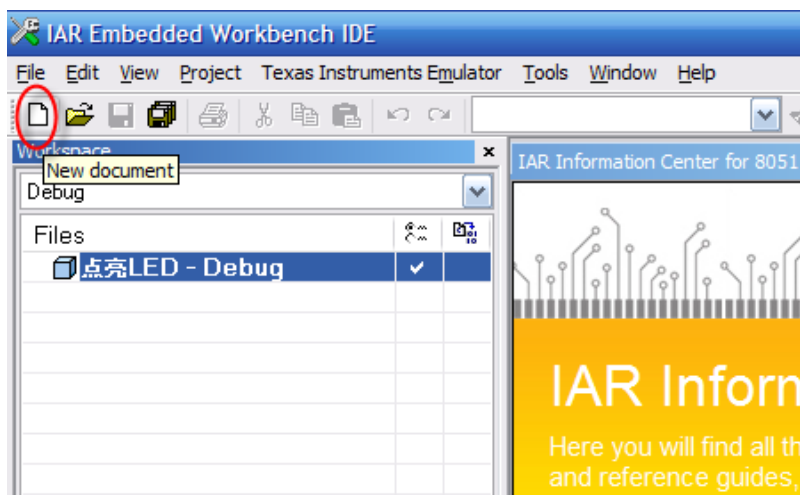 IAR Embedded Workbench IDE
File Edit View Project Texas Instruments Emulator Tools Window Help
Workspace
New document
Debug
Files
点亮LED - Debug
IAR Information Center for 8051
IAR Inforn
Here you will find all th
and reference guides,